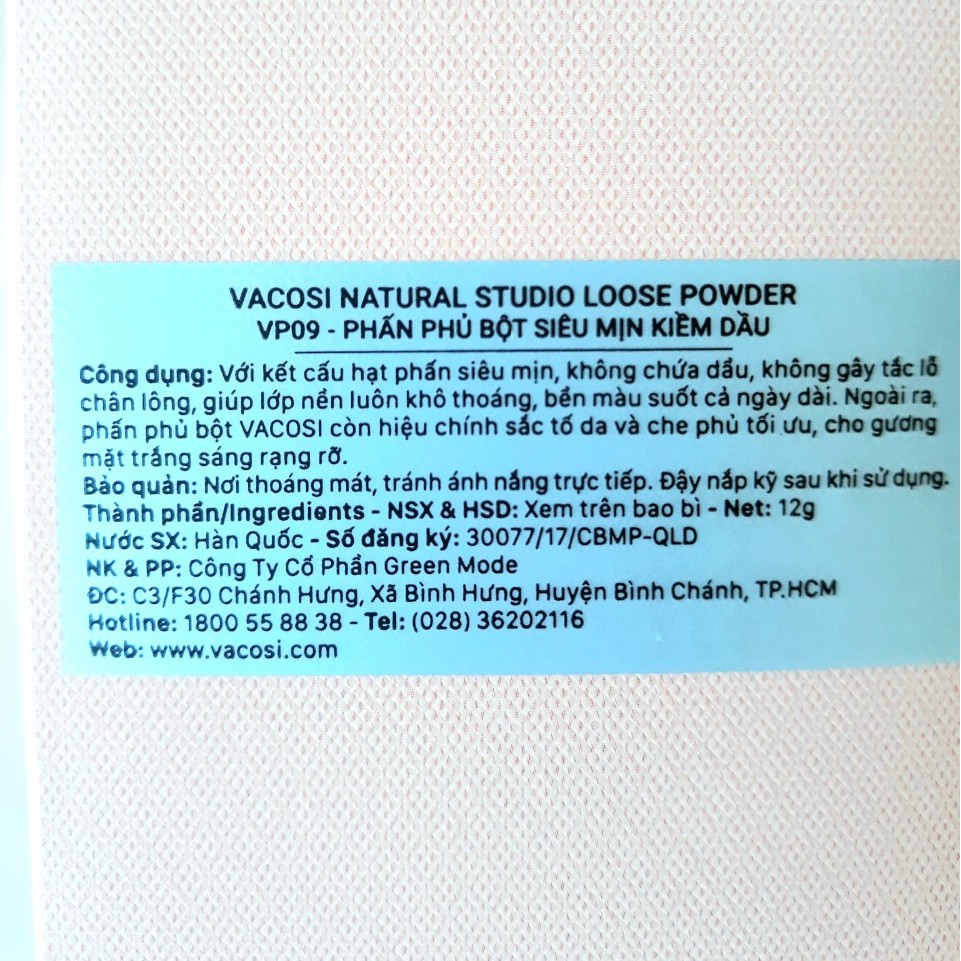 VACOSI NATURAL STUDIO LOOSE POWDER
VP09 - PHẤN PHỦ BỘT SIÊU MỊN KIỀM DẦU
Công dụng: Với kết cấu hạt phấn siêu mịn, không chứa dầu, không gây tắc lỗ
chân lông, giúp lớp nền luôn khô thoáng, bền màu suốt cả ngày dài. Ngoài ra,
phấn phủ bột VACOSI còn hiệu chỉnh sắc tố da và che phủ tối ưu, cho gương
mặt trắng sáng rạng rỡ.
Bảo quản: Nơi thoáng mát, tránh ánh nắng trực tiếp. Đậy nắp kỹ sau khi sử dụng.
Thành phần/Ingredients - NSX & HSD: Xem trên bao bì - Net: 12g
Nước SX: Hàn Quốc - Số đăng ký: 30077/17/CBMP-QLD
NK & PP: Công Ty Cổ Phần Green Mode
ĐC: C3/F30 Chánh Hưng, Xã Bình Hưng, Huyện Bình Chánh, TP.HCM
Hotline: 1800 55 88 38 - Tel: (028) 36202116
Web: www.vacosi.com